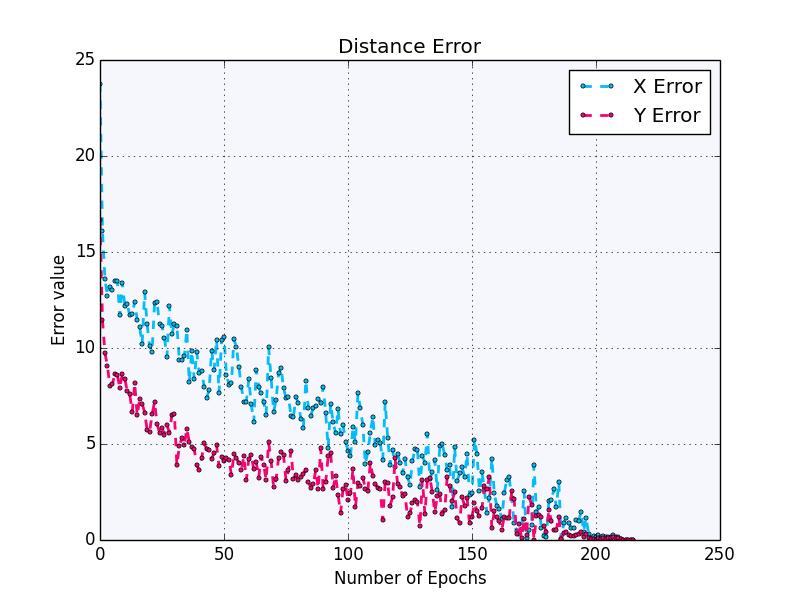 Distance Error
X Error
Y Error
25
20
15
10
5
0
Error value
0 50 100 150 200 250
Number of Epochs